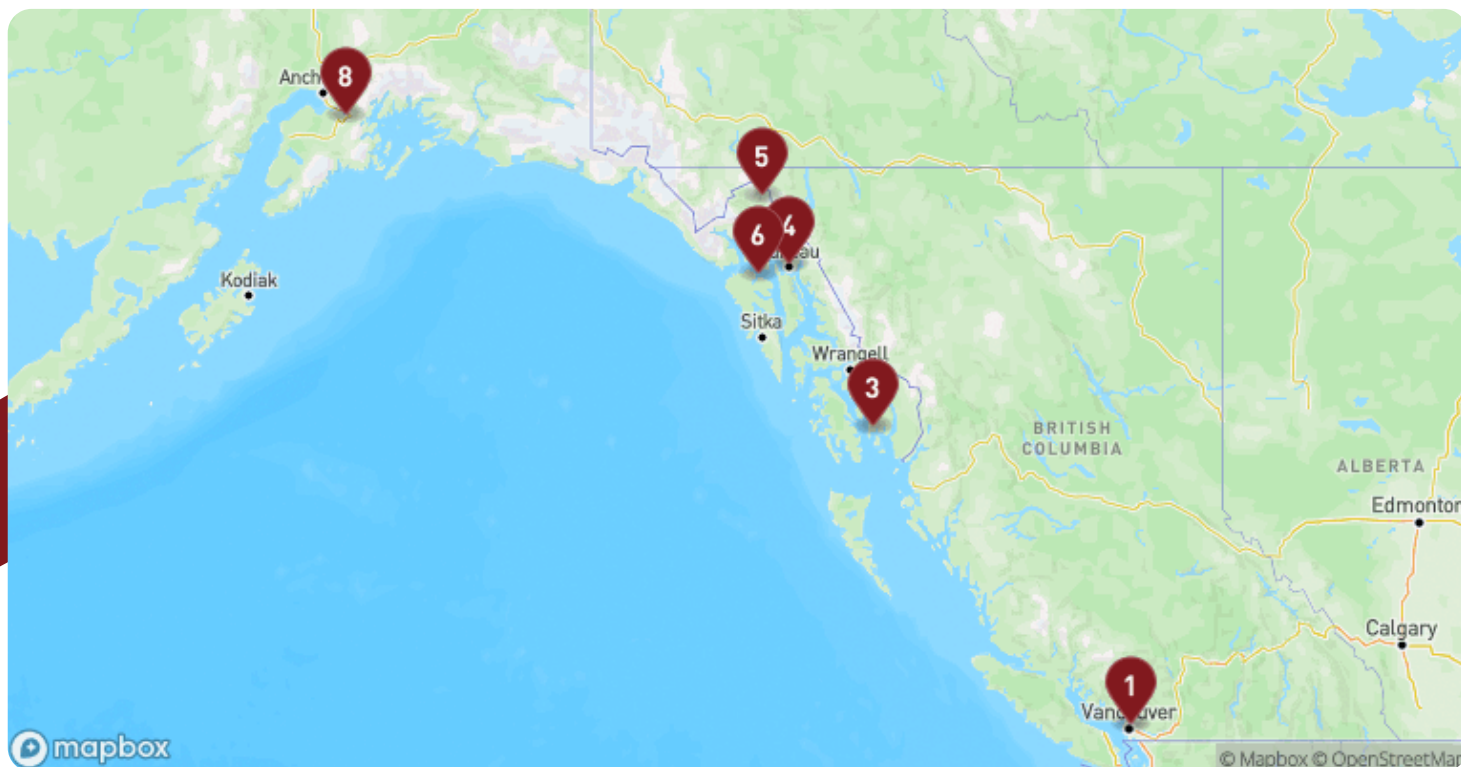 8
Anch
5
6
4
au
Kodiak
Sitka
Wrangell
3
BRITISH
COLUMBIA
ALBERTA
Edmonton
Calgary
1
Vancouver
mapbox
© Mapbox © OpenStreetMap